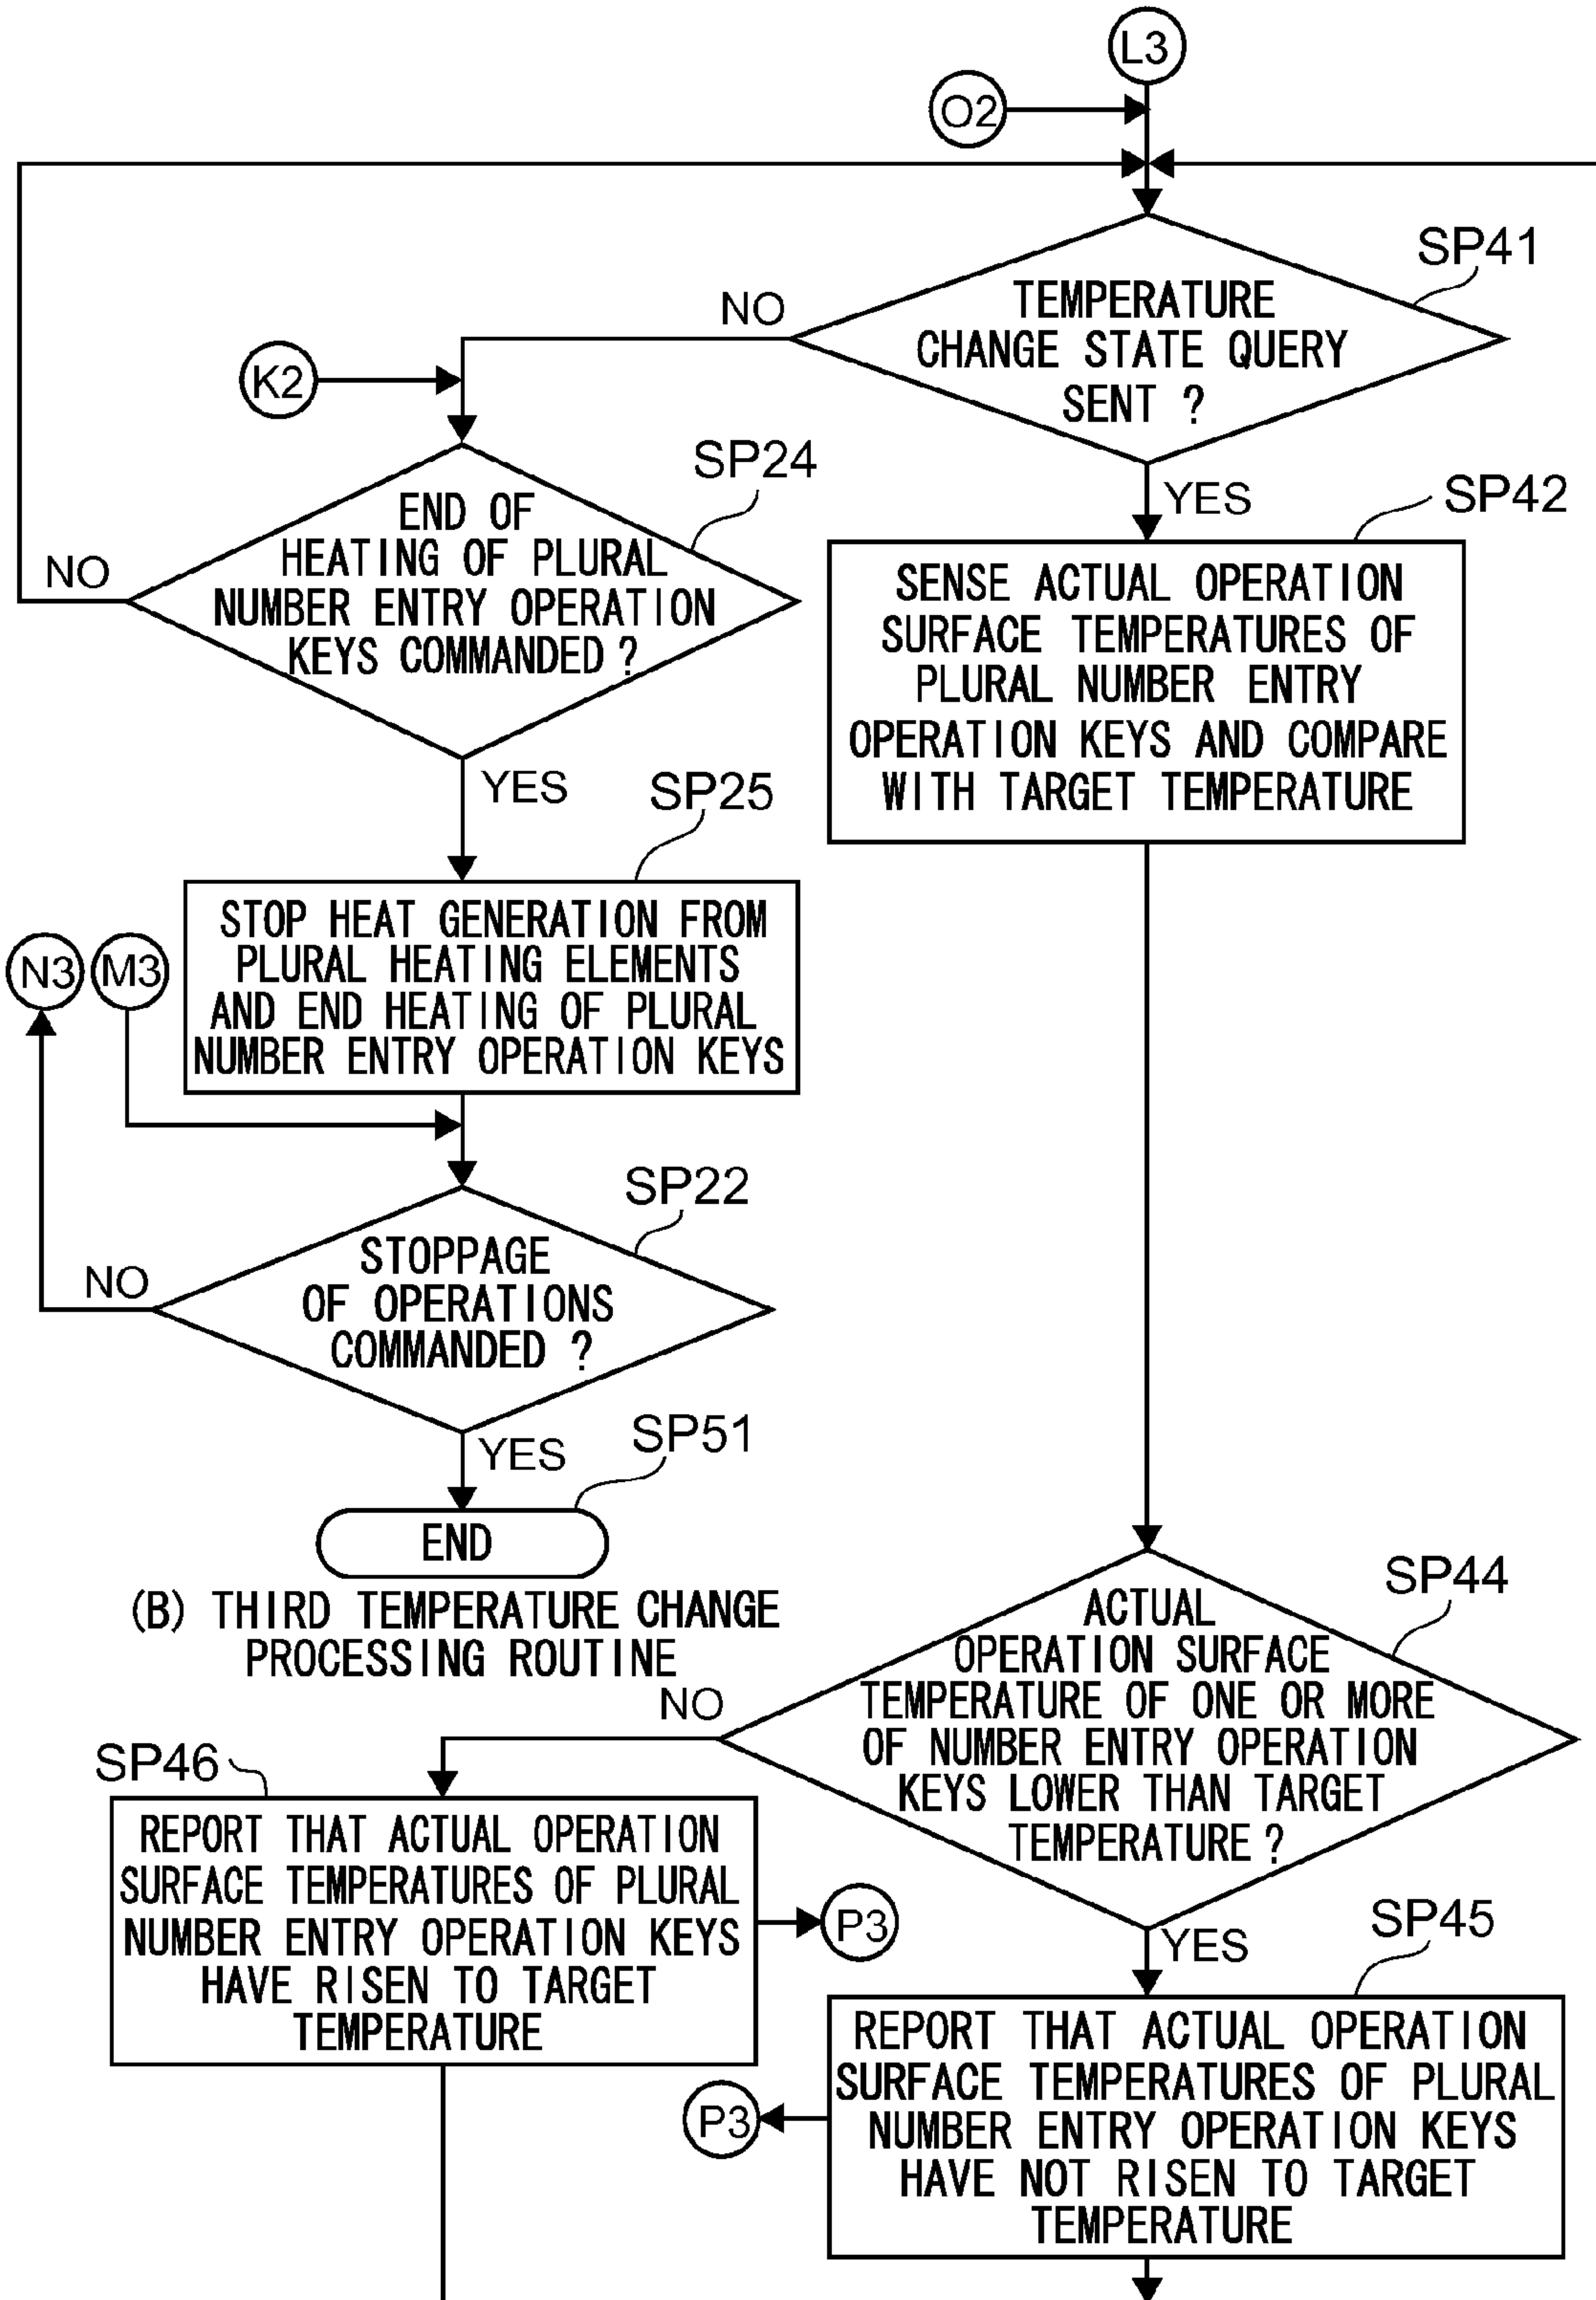 L3
O2
SP41
TEMPERATURE
CHANGE STATE QUERY
SENT ?
NO
YES
K2
SP24
END OF
HEATING OF PLURAL
NUMBER ENTRY OPERATION
KEYS COMMANDED ?
NO
YES
SP42
SENSE ACTUAL OPERATION
SURFACE TEMPERATURES OF
PLURAL NUMBER ENTRY
OPERATION KEYS AND COMPARE
WITH TARGET TEMPERATURE
SP25
STOP HEAT GENERATION FROM
PLURAL HEATING ELEMENTS
AND END HEATING OF PLURAL
NUMBER ENTRY OPERATION KEYS
N3
M3
SP22
STOPPAGE
OF OPERATIONS
COMMANDED ?
NO
YES
SP51
END
(B) THIRD TEMPERATURE CHANGE
PROCESSING ROUTINE
SP44
ACTUAL
OPERATION SURFACE
TEMPERATURE OF ONE OR MORE
OF NUMBER ENTRY OPERATION
KEYS LOWER THAN TARGET
TEMPERATURE ?
NO
YES
SP46
REPORT THAT ACTUAL OPERATION
SURFACE TEMPERATURES OF PLURAL
NUMBER ENTRY OPERATION KEYS
HAVE RISEN TO TARGET
TEMPERATURE
P3
SP45
REPORT THAT ACTUAL OPERATION
SURFACE TEMPERATURES OF PLURAL
NUMBER ENTRY OPERATION KEYS
HAVE NOT RISEN TO TARGET
TEMPERATURE
P3